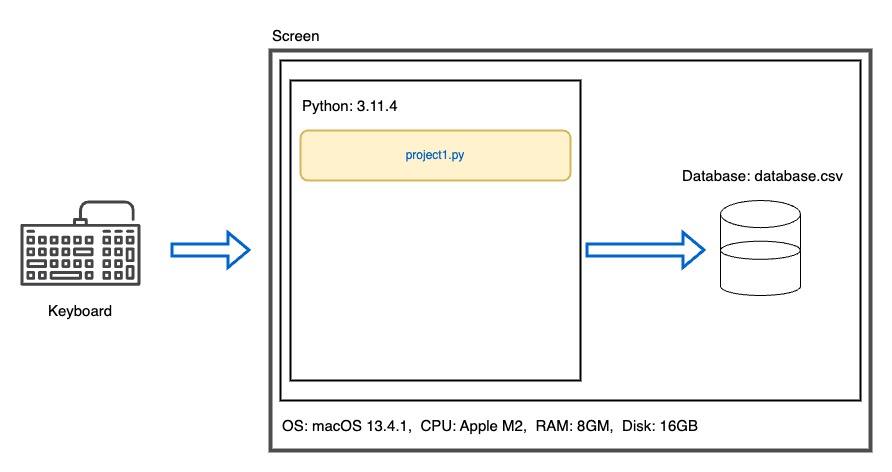 Screen
Python: 3.11.4
project1.py
Database: database.csv
Keyboard
OS: macOS 13.4.1, CPU: Apple M2, RAM: 8GM, Disk: 16GB